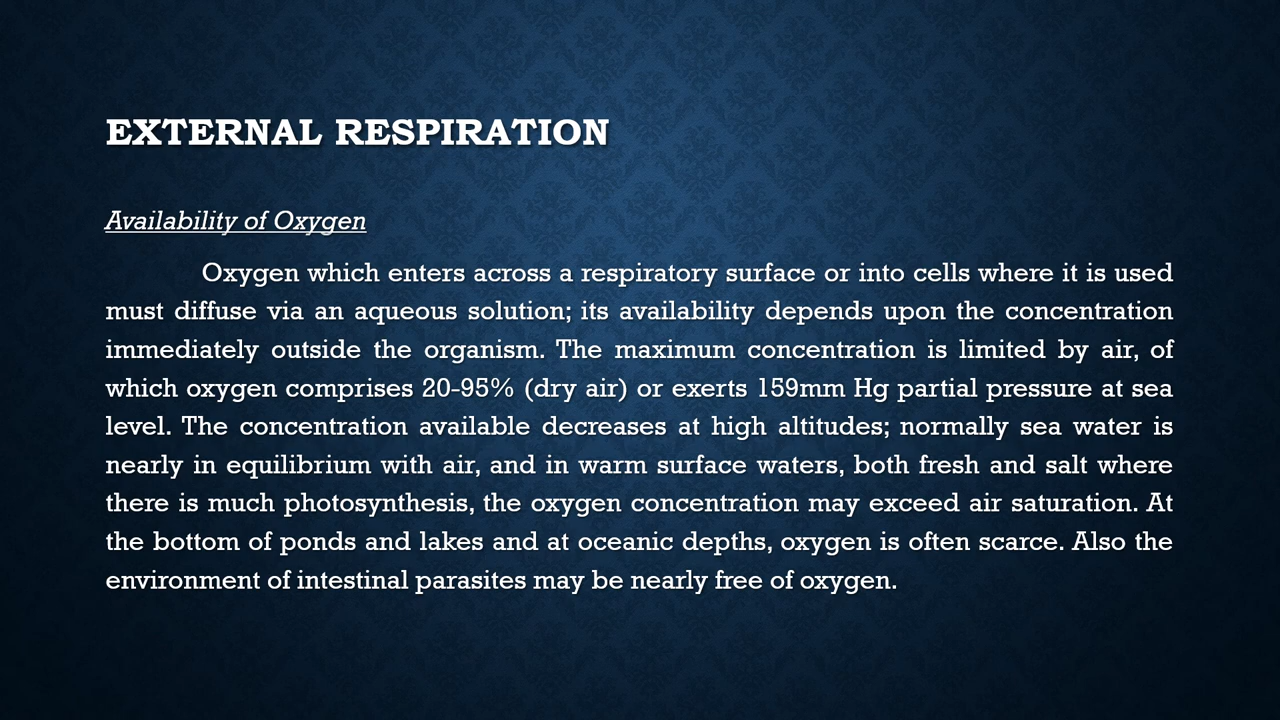 EXTERNAL RESPIRATION
Availability of Oxygen
Oxygen which enters across a respiratory surface or into cells where it is used
must diffuse via an aqueous solution; its availability depends upon the concentration
immediately outside the organism. The maximum concentration is limited by air, of
which oxygen comprises 20-95% (dry air) or exerts 159mm Hg partial pressure at sea
level. The concentration available decreases at high altitudes; normally sea water is
nearly in equilibrium with air, and in warm surface waters, both fresh and salt where
there is much photosynthesis, the oxygen concentration may exceed air saturation. At
the bottom of ponds and lakes and at oceanic depths, oxygen is often scarce. Also the
environment of intestinal parasites may be nearly free of oxygen.